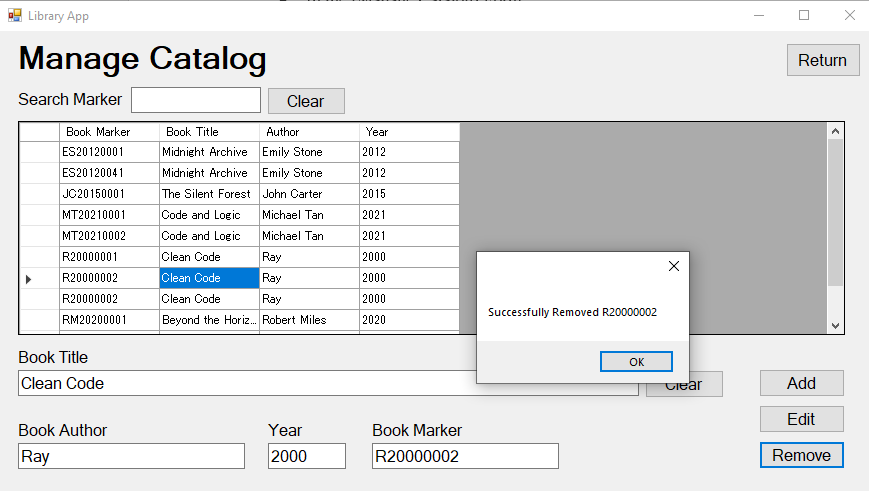 Library App
Manage Catalog
Return
Search Marker
Clear
Book Marker Book Title Author Year
ES20120001 Midnight Archive Emily Stone 2012
ES20120041 Midnight Archive Emily Stone 2012
JC20150001 The Silent Forest John Carter 2015
MT20210001 Code and Logic Michael Tan 2021
MT20210002 Code and Logic Michael Tan 2021
R20000001 Clean Code Ray 2000
R20000002 Clean Code Ray 2000
R20000002 Clean Code Ray 2000
RM20200001 Beyond the Horiz... Robert Miles 2020
Successfully Removed R20000002
OK
Book Title
Clean Code
Clear
Add
Edit
Book Author Year Book Marker
Ray 2000 R20000002
Remove